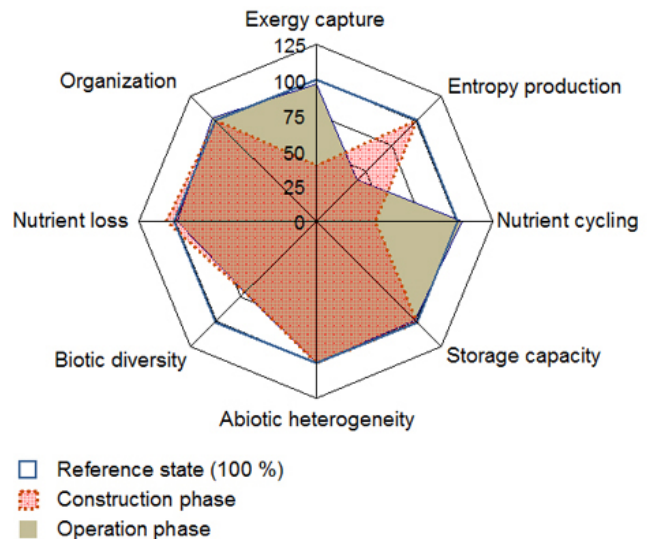 Exergy capture
125
Organization
100
Entropy production
75
50
25
Nutrient loss
0
Nutrient cycling
Biotic diversity
Storage capacity
Abiotic heterogeneity
Reference state (100 %)
Construction phase
Operation phase